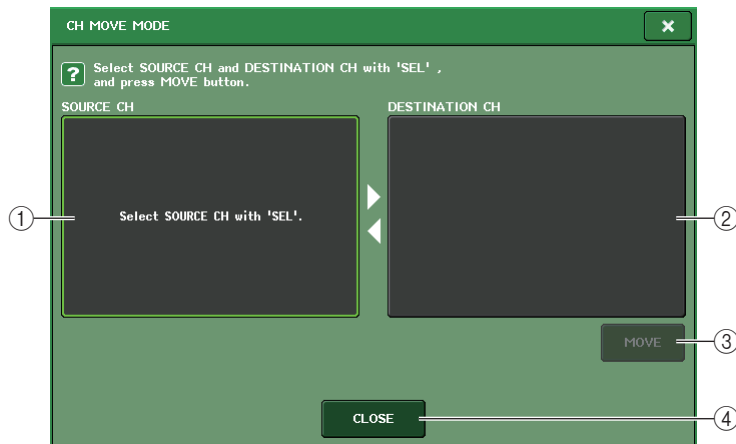 CH MOVE MODE
? Select SOURCE CH and DESTINATION CH with 'SEL' ,
and press MOVE button.
SOURCE CH
DESTINATION CH
① Select SOURCE CH with 'SEL'.
②
MOVE ③
CLOSE ④